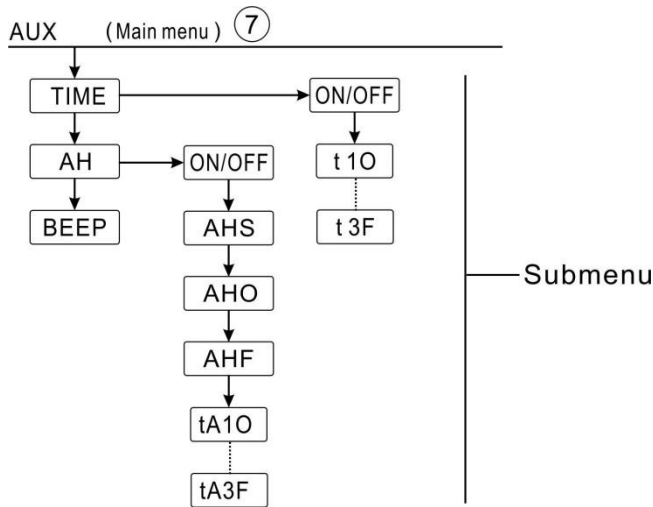 AUX (Main menu) 7
TIME ON/OFF
AH ON/OFF t 1O
BEEP AHS t 3F
AHO Submenu
AHF
tA1O
tA3F